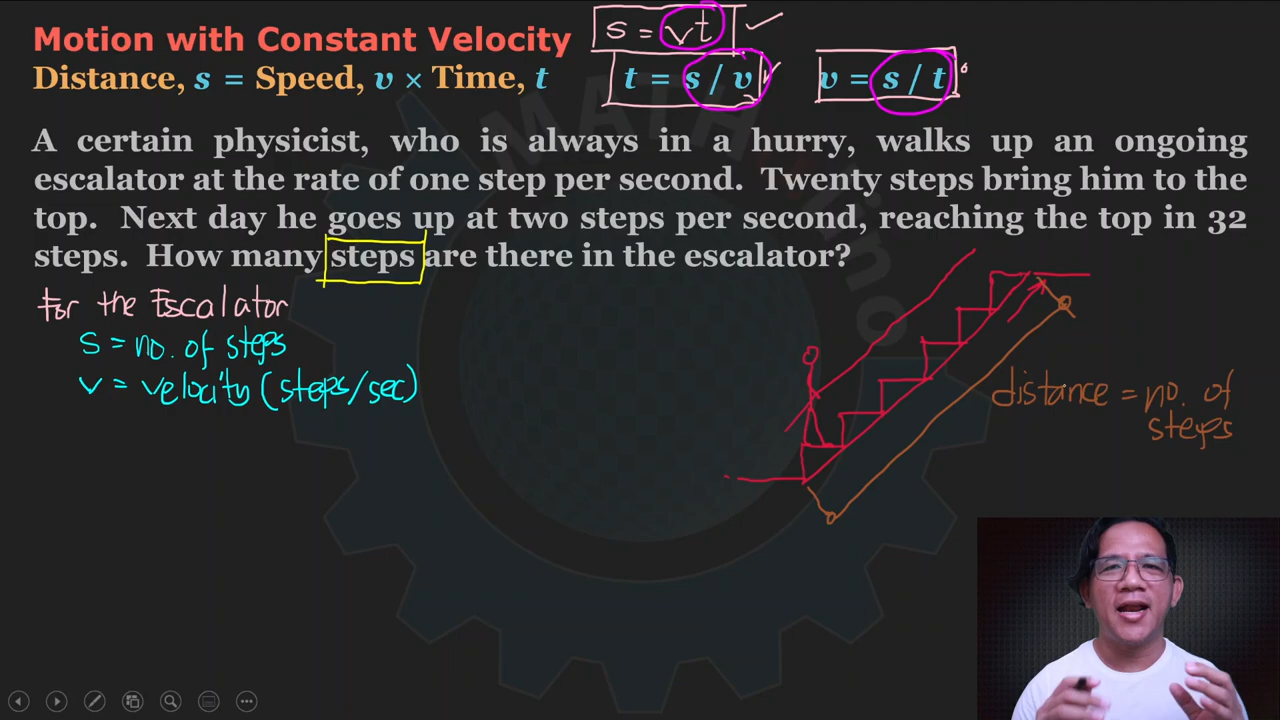 Motion with Constant Velocity
s = vt
Distance, s = Speed, v × Time, t
t = s / v
v = s / t
A certain physicist, who is always in a hurry, walks up an ongoing
escalator at the rate of one step per second. Twenty steps bring him to the
top. Next day he goes up at two steps per second, reaching the top in 32
steps. How many steps are there in the escalator?
For the Escalator
s = no. of steps
v = velocity (steps/sec)
distance = no. of
steps